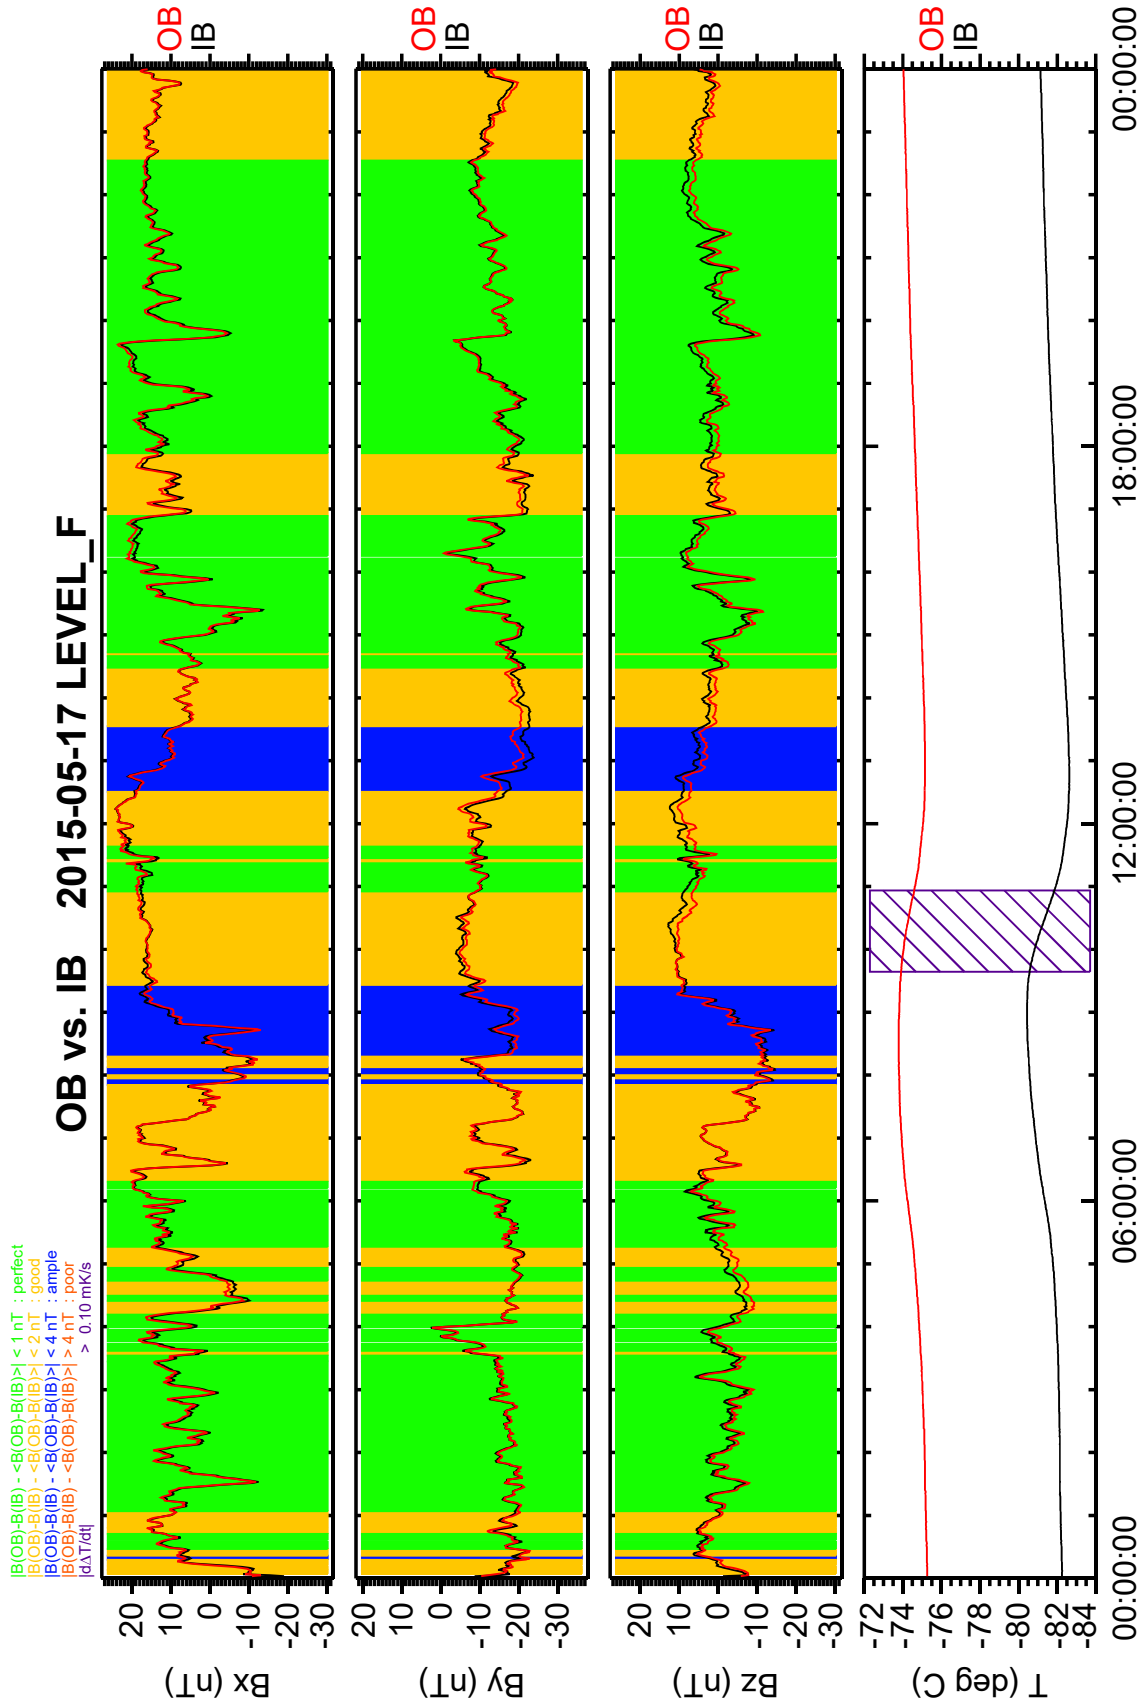 OB vs. IB 2015-05-17 LEVEL_F
|B(OB)-B(IB) - <B(OB)-B(IB)>| < 1 nT : perfect
|B(OB)-B(IB) - <B(OB)-B(IB)>| < 2 nT : good
|B(OB)-B(IB) - <B(OB)-B(IB)>| < 4 nT : ample
|B(OB)-B(IB) - <B(OB)-B(IB)>| > 4 nT : poor
|dΔT/dt| > 0.10 mK/s
Bx (nT)
20
10
0
-10
-20
-30
OB
IB
By (nT)
20
10
0
-10
-20
-30
OB
IB
Bz (nT)
20
10
0
-10
-20
-30
OB
IB
T (deg C)
-72
-74
-76
-78
-80
-82
-84
OB
IB
00:00:00 06:00:00 12:00:00 18:00:00 00:00:00